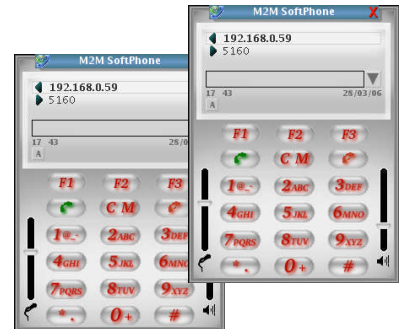 M2M SoftPhone
192.168.0.59
5160
17 43
A
F1 F2 F3
C M
1@_- 2ABC 3DEF
4GHI 5JKL 6MNO
7PQRS 8TUV 9XYZ
*. 0+ #
M2M SoftPhone X
192.168.0.59
5160
17 43 28/03/06
A
F1 F2 F3
C M
1@_- 2ABC 3DEF
4GHI 5JKL 6MNO
7PQRS 8TUV 9XYZ
*. 0+ #